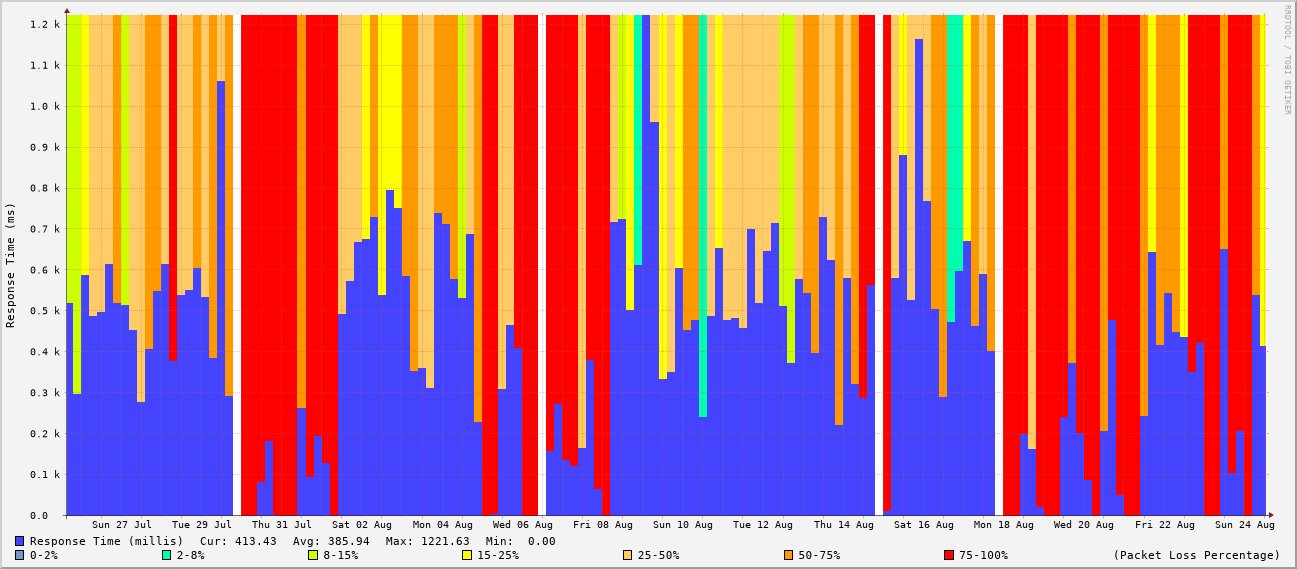 RRDTOOL / TOBI OETIKER
Response Time (ms)
1.2 k
1.1 k
1.0 k
0.9 k
0.8 k
0.7 k
0.6 k
0.5 k
0.4 k
0.3 k
0.2 k
0.1 k
0.0
Sun 27 Jul Tue 29 Jul Thu 31 Jul Sat 02 Aug Mon 04 Aug Wed 06 Aug Fri 08 Aug Sun 10 Aug Tue 12 Aug Thu 14 Aug Sat 16 Aug Mon 18 Aug Wed 20 Aug Fri 22 Aug Sun 24 Aug
Response Time (millis) Cur: 413.43 Avg: 385.94 Max: 1221.63 Min: 0.00
0-2% 2-8% 8-15% 15-25% 25-50% 50-75% 75-100% (Packet Loss Percentage)